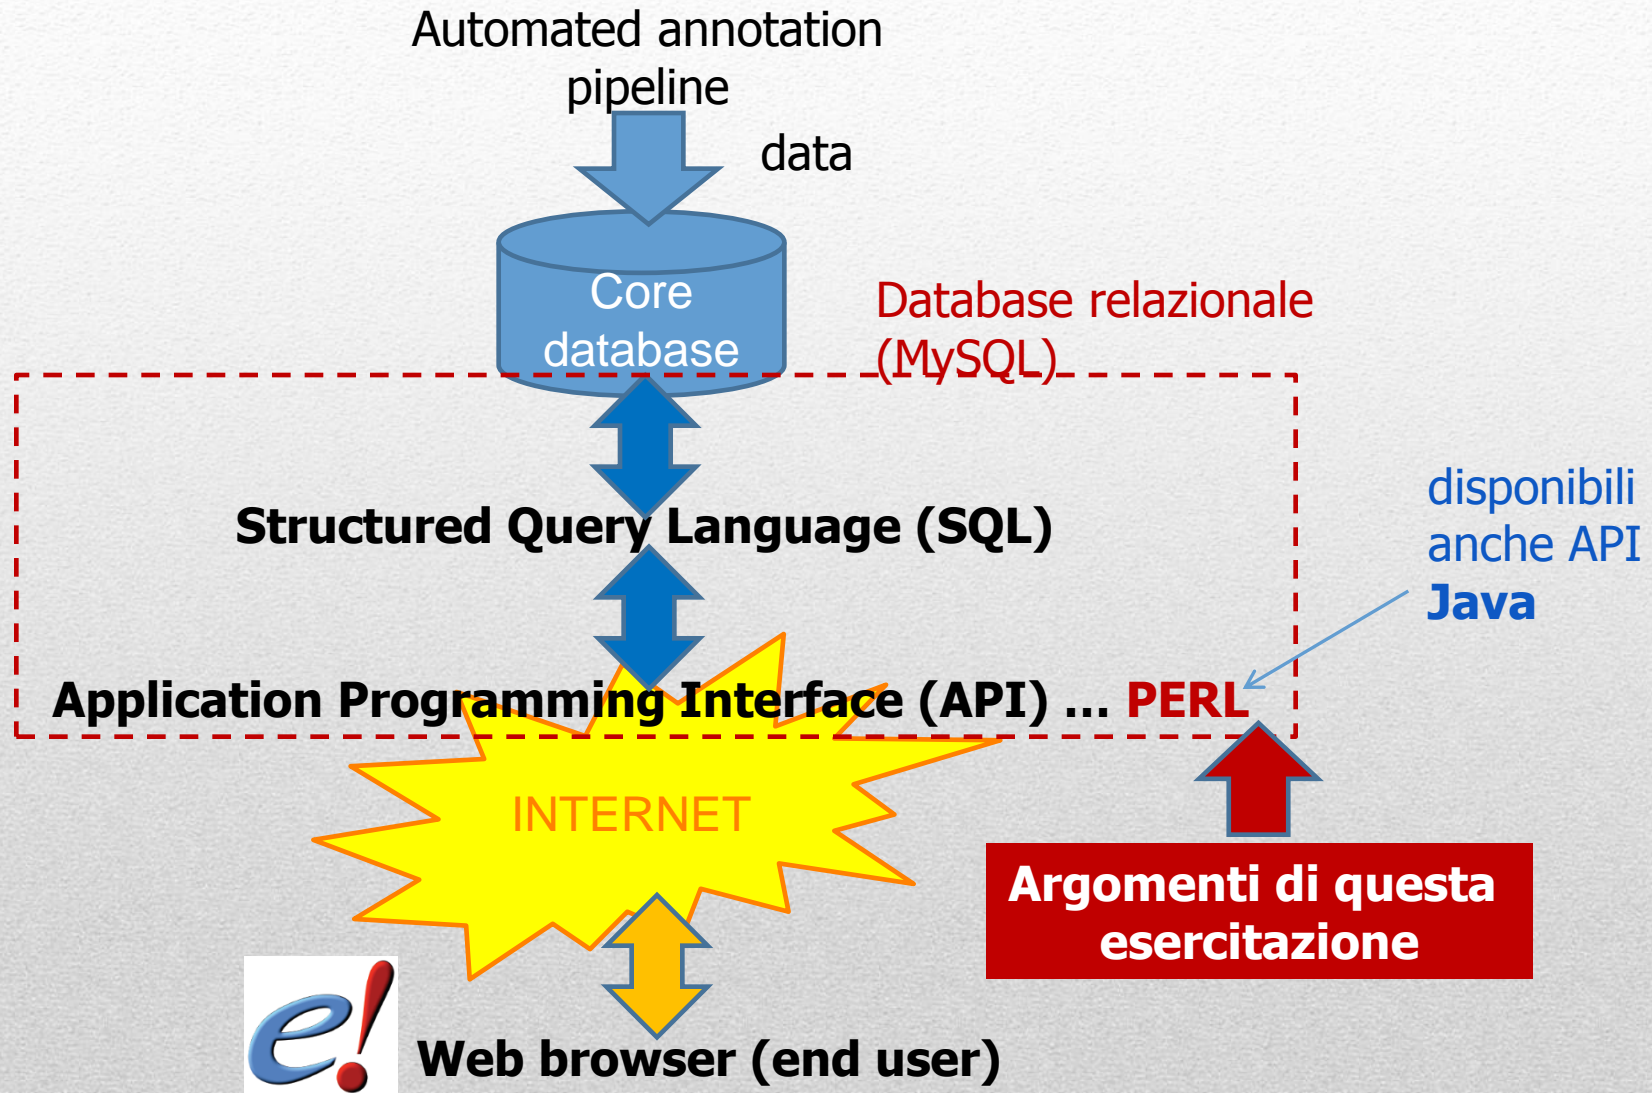 Automated annotation
pipeline
data
Core
database
Database relazionale
(MySQL)
Structured Query Language (SQL)
disponibili
anche API
Java
Application Programming Interface (API) ... PERL
INTERNET
Argomenti di questa
esercitazione
e!
Web browser (end user)